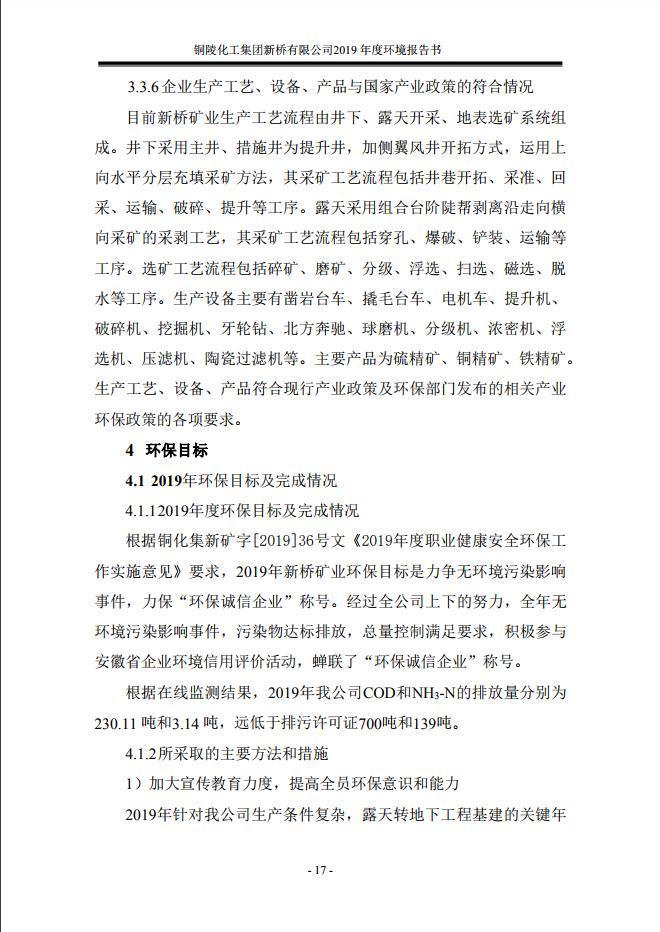 铜陵化工集团新桥有限公司2019 年度环境报告书
3.3.6 企业生产工艺、设备、产品与国家产业政策的符合情况
目前新桥矿业生产工艺流程由井下、露天开采、地表选矿系统组
成。井下采用主井、措施井为提升井，加侧翼风井开拓方式，运用上
向水平分层充填采矿方法，其采矿工艺流程包括井巷开拓、采准、回
采、运输、破碎、提升等工序。露天采用组合台阶陡帮剥离沿走向横
向采矿的采剥工艺，其采矿工艺流程包括穿孔、爆破、铲装、运输等
工序。选矿工艺流程包括碎矿、磨矿、分级、浮选、扫选、磁选、脱
水等工序。生产设备主要有凿岩台车、撬毛台车、电机车、提升机、
破碎机、挖掘机、牙轮钻、北方奔驰、球磨机、分级机、浓密机、浮
选机、压滤机、陶瓷过滤机等。主要产品为硫精矿、铜精矿、铁精矿。
生产工艺、设备、产品符合现行产业政策及环保部门发布的相关产业
环保政策的各项要求。
4 环保目标
4.1 2019年环保目标及完成情况
4.1.12019年度环保目标及完成情况
根据铜化集新矿字[2019]36号文《2019年度职业健康安全环保工
作实施意见》要求，2019年新桥矿业环保目标是力争无环境污染影响
事件，力保“环保诚信企业”称号。经过全公司上下的努力，全年无
环境污染影响事件，污染物达标排放，总量控制满足要求，积极参与
安徽省企业环境信用评价活动，蝉联了“环保诚信企业”称号。
根据在线监测结果，2019年我公司COD和NH₃-N的排放量分别为
230.11 吨和3.14 吨，远低于排污许可证700吨和139吨。
4.1.2所采取的主要方法和措施
1）加大宣传教育力度，提高全员环保意识和能力
2019年针对我公司生产条件复杂，露天转地下工程基建的关键年
- 17 -